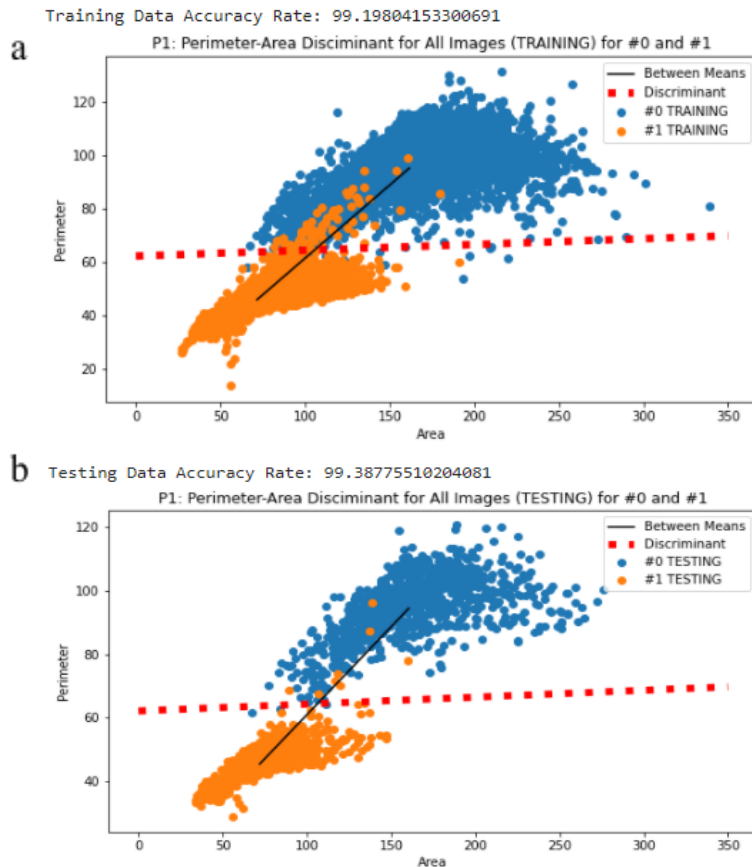 Training Data Accuracy Rate: 99.19804153300691
a
P1: Perimeter-Area Disciminant for All Images (TRAINING) for #0 and #1
Between Means
Discriminant
#0 TRAINING
#1 TRAINING
120
100
80
60
40
20
Perimeter
0 50 100 150 200 250 300 350
Area
b
Testing Data Accuracy Rate: 99.38775510204081
P1: Perimeter-Area Disciminant for All Images (TESTING) for #0 and #1
Between Means
Discriminant
#0 TESTING
#1 TESTING
120
100
80
60
40
Perimeter
0 50 100 150 200 250 300 350
Area